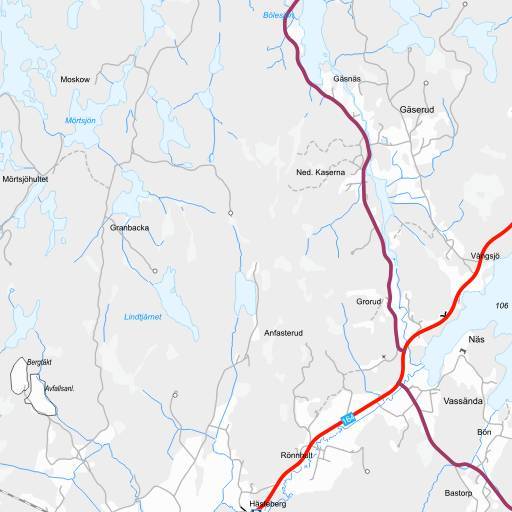 Bölesjön
Moskow
Gäsnäs
Gäserud
Mörtsjön
Ned. Kaserna
Mörtsjöhultet
Granbacka
Vångsjö
Grorud
106
Lindtjärnet
Anfasterud
Näs
Bergtäkt
Avfallsanl.
Vassända
Bön
Rönnhult
Bastorp
Hästeberg